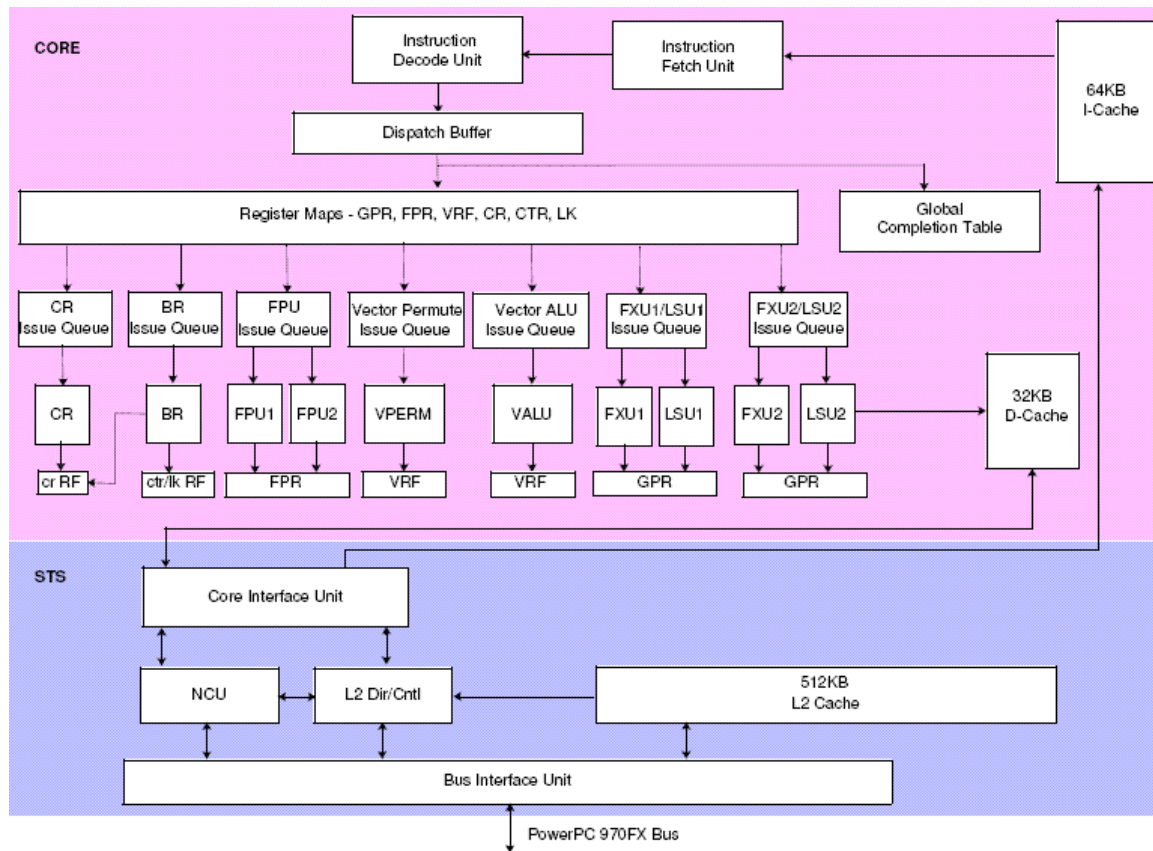 CORE
Instruction
Decode Unit
Instruction
Fetch Unit
64KB
I-Cache
Dispatch Buffer
Register Maps - GPR, FPR, VRF, CR, CTR, LK
Global
Completion Table
CR
Issue Queue
BR
Issue Queue
FPU
Issue Queue
Vector Permute
Issue Queue
Vector ALU
Issue Queue
FXU1/LSU1
Issue Queue
FXU2/LSU2
Issue Queue
CR
BR
FPU1
FPU2
VPERM
VALU
FXU1
LSU1
FXU2
LSU2
32KB
D-Cache
cr RF
ctr/lk RF
FPR
VRF
VRF
GPR
GPR
STS
Core Interface Unit
NCU
L2 Dir/Cntl
512KB
L2 Cache
Bus Interface Unit
PowerPC 970FX Bus